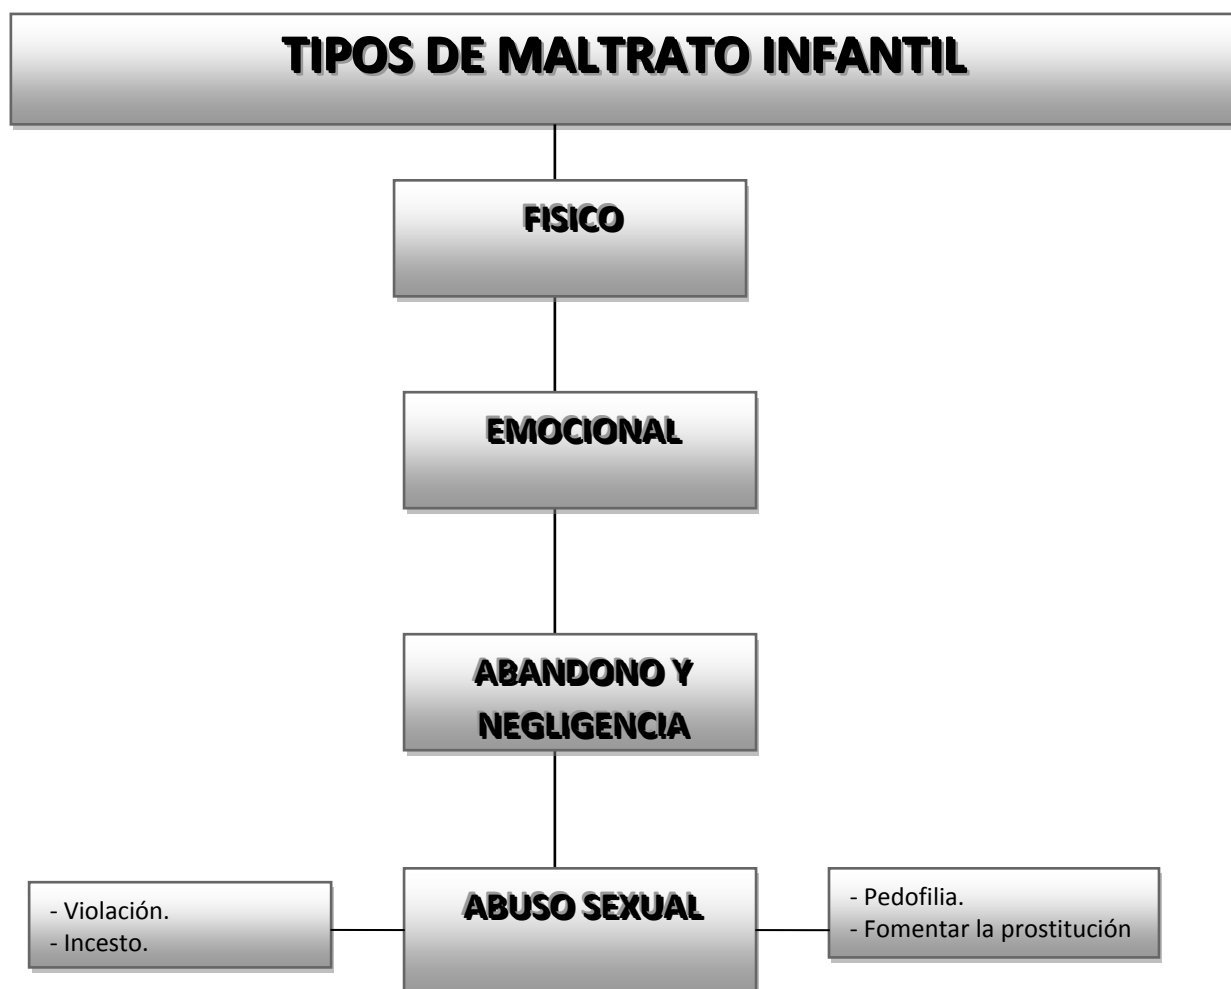 TIPOS DE MALTRATO INFANTIL
FISICO
EMOCIONAL
ABANDONO Y
NEGLIGENCIA
- Violación.
- Incesto.
ABUSO SEXUAL
- Pedofilia.
- Fomentar la prostitución